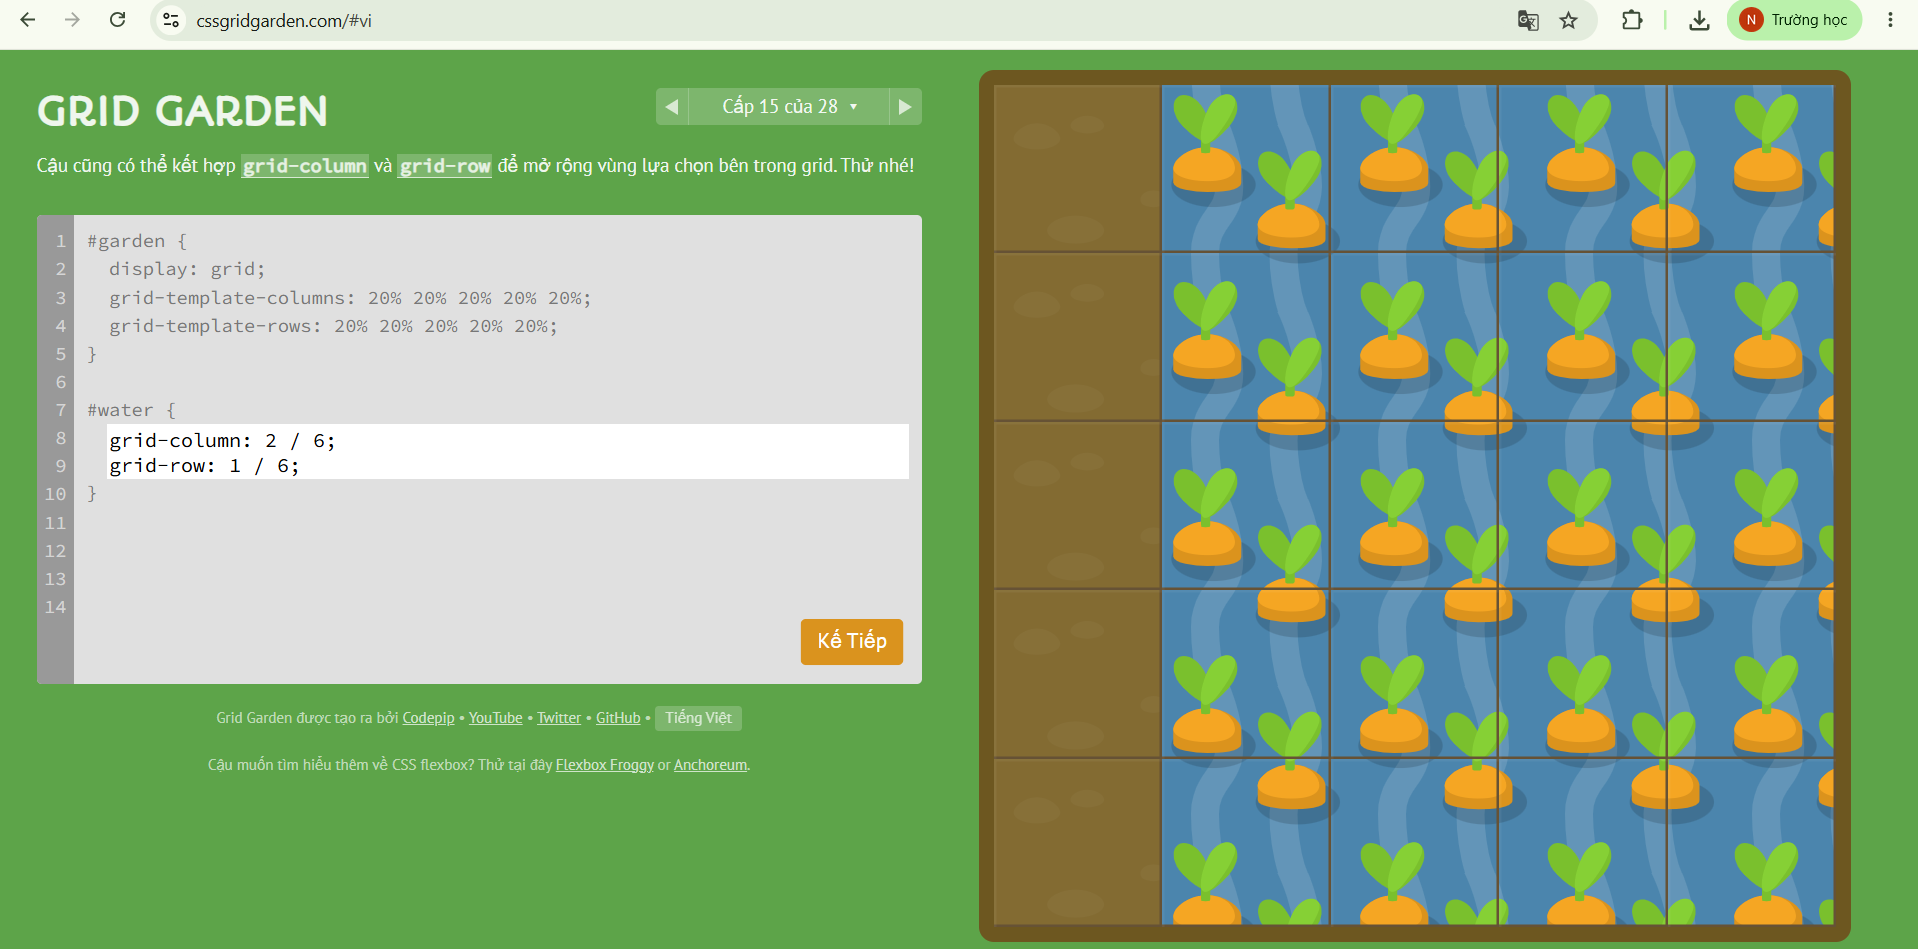 cssgridgarden.com/#vi
N Trường học
GRID GARDEN
◀ Cấp 15 của 28 ▾ ▶
Cậu cũng có thể kết hợp grid-column và grid-row để mở rộng vùng lựa chọn bên trong grid. Thử nhé!
1 #garden {
2 display: grid;
3 grid-template-columns: 20% 20% 20% 20% 20%;
4 grid-template-rows: 20% 20% 20% 20% 20%;
5 }
6
7 #water {
8 grid-column: 2 / 6;
9 grid-row: 1 / 6;
10 }
11
12
13
14
Kế Tiếp
Grid Garden được tạo ra bởi Codepip • YouTube • Twitter • GitHub • Tiếng Việt
Cậu muốn tìm hiểu thêm về CSS flexbox? Thử tại đây Flexbox Froggy or Anchoreum.